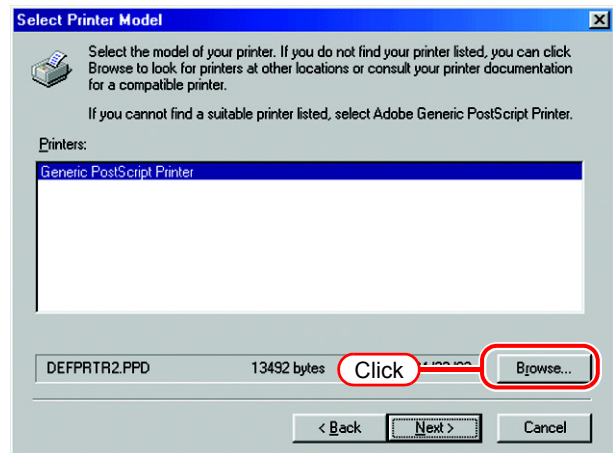 Select Printer Model
Select the model of your printer. If you do not find your printer listed, you can click
Browse to look for printers at other locations or consult your printer documentation
for a compatible printer.
If you cannot find a suitable printer listed, select Adobe Generic PostScript Printer.
Printers:
Generic PostScript Printer
DEFPRTR2.PPD 13492 bytes Click Browse...
< Back Next > Cancel